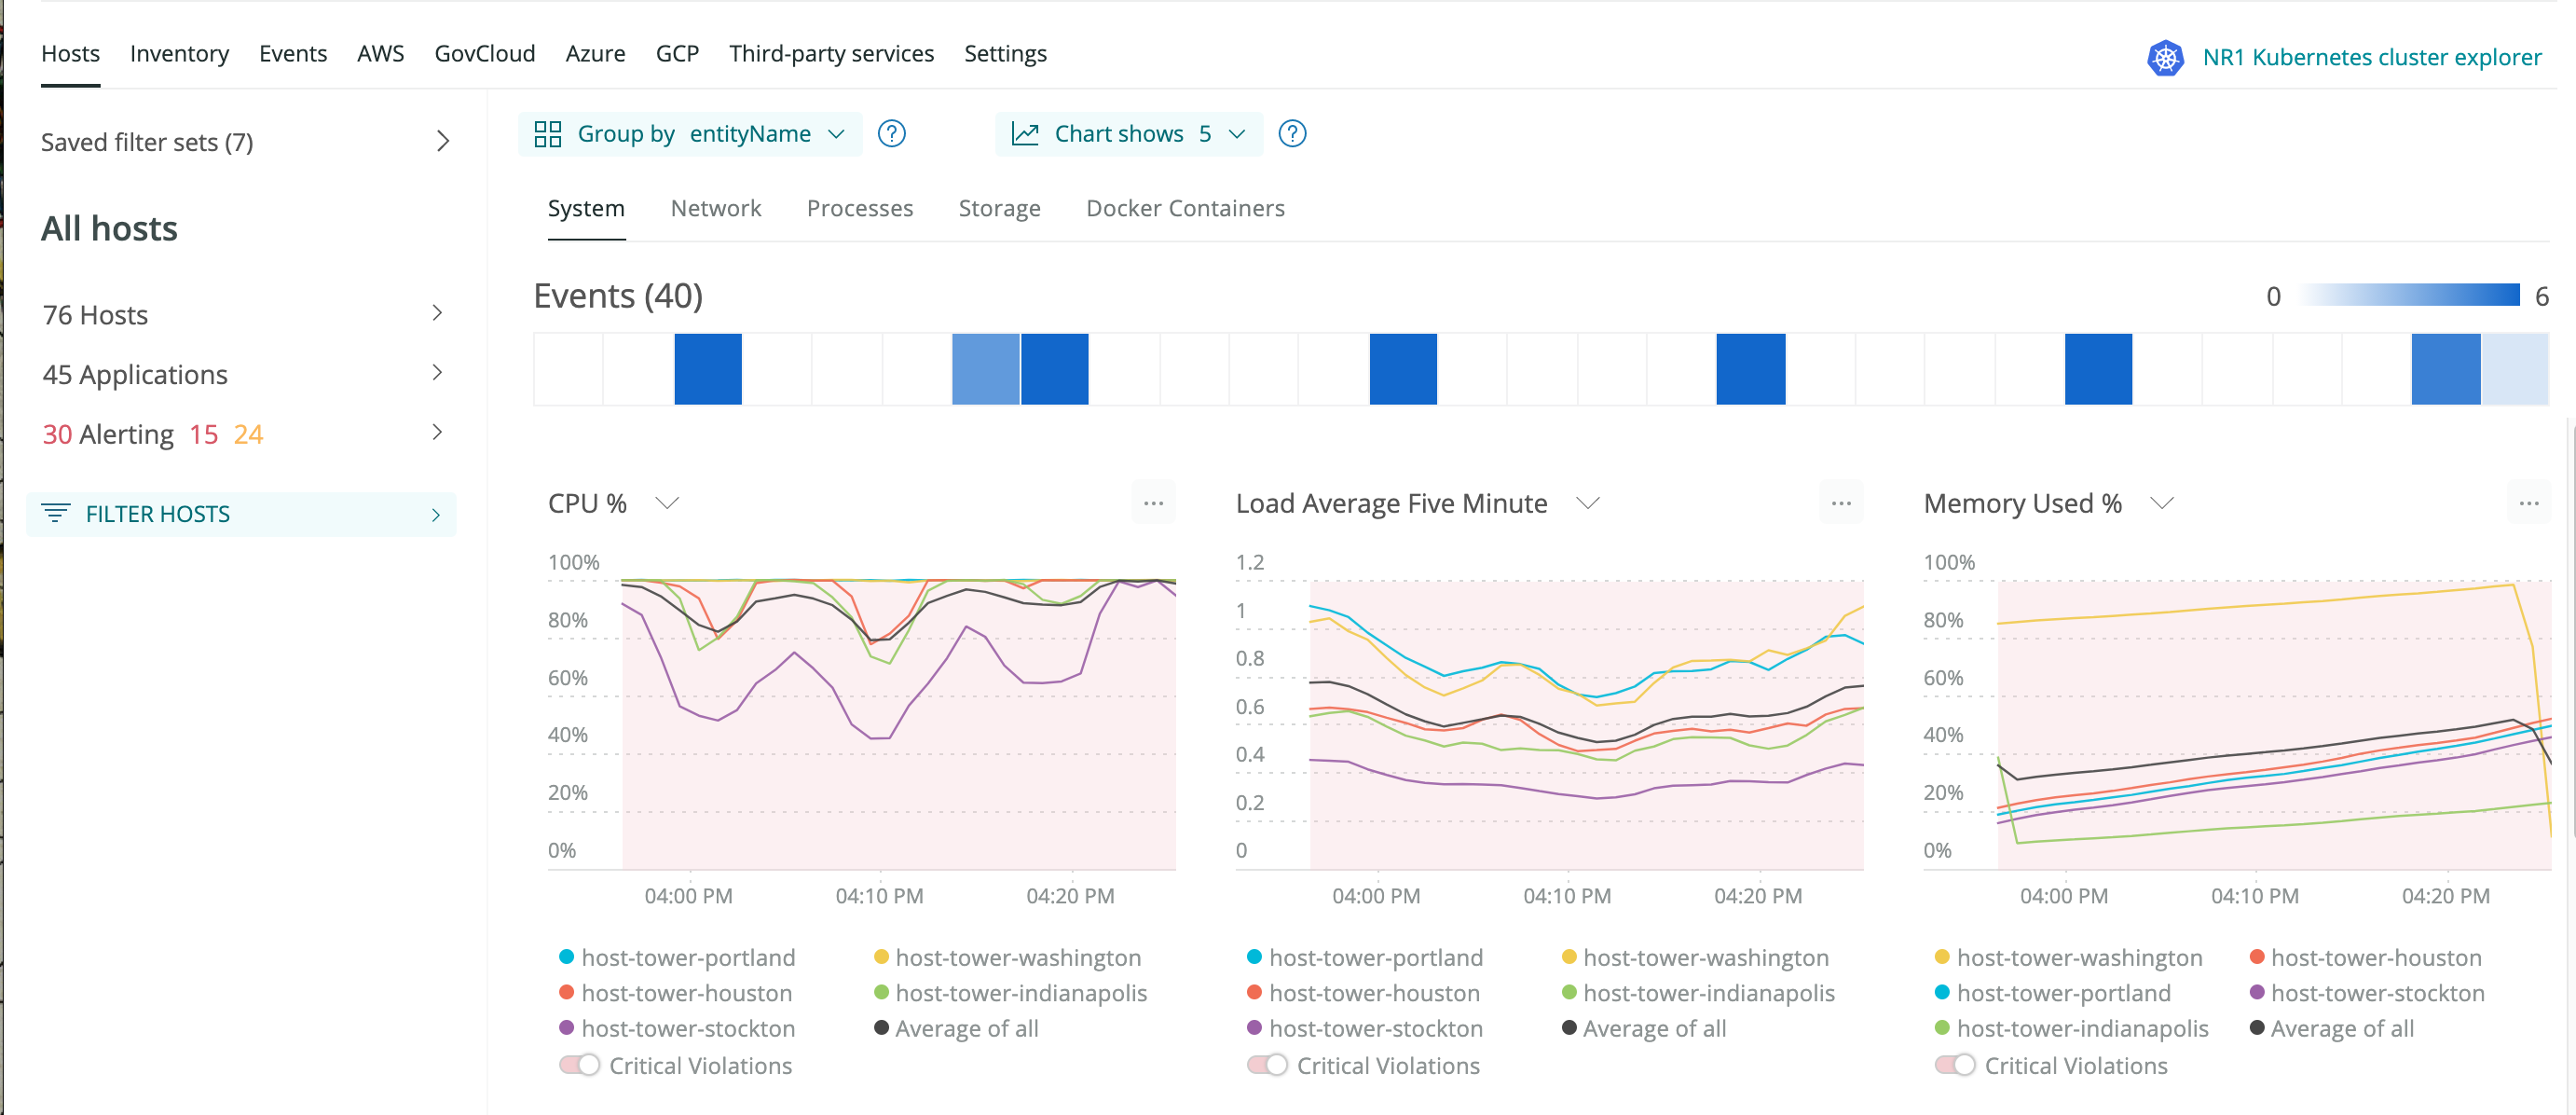 Hosts Inventory Events AWS GovCloud Azure GCP Third-party services Settings
NR1 Kubernetes cluster explorer
Saved filter sets (7)
All hosts
76 Hosts
45 Applications
30 Alerting 15 24
FILTER HOSTS
Group by entityName
Chart shows 5
System Network Processes Storage Docker Containers
Events (40)
0 6
CPU %
100%
80%
60%
40%
20%
0%
04:00 PM 04:10 PM 04:20 PM
host-tower-portland host-tower-washington
host-tower-houston host-tower-indianapolis
host-tower-stockton Average of all
Critical Violations
Load Average Five Minute
1.2
1
0.8
0.6
0.4
0.2
0
04:00 PM 04:10 PM 04:20 PM
host-tower-portland host-tower-washington
host-tower-houston host-tower-indianapolis
host-tower-stockton Average of all
Critical Violations
Memory Used %
100%
80%
60%
40%
20%
0%
04:00 PM 04:10 PM 04:20 PM
host-tower-washington host-tower-houston
host-tower-portland host-tower-stockton
host-tower-indianapolis Average of all
Critical Violations